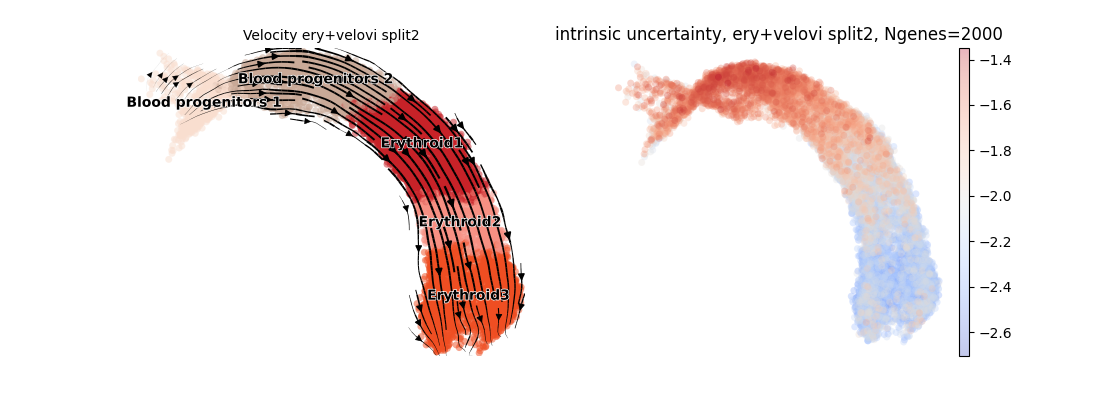 Velocity ery+velovi split2
Blood progenitors 2
Blood progenitors 1
Erythroid1
Erythroid2
Erythroid3
intrinsic uncertainty, ery+velovi split2, Ngenes=2000
−1.4
−1.6
−1.8
−2.0
−2.2
−2.4
−2.6